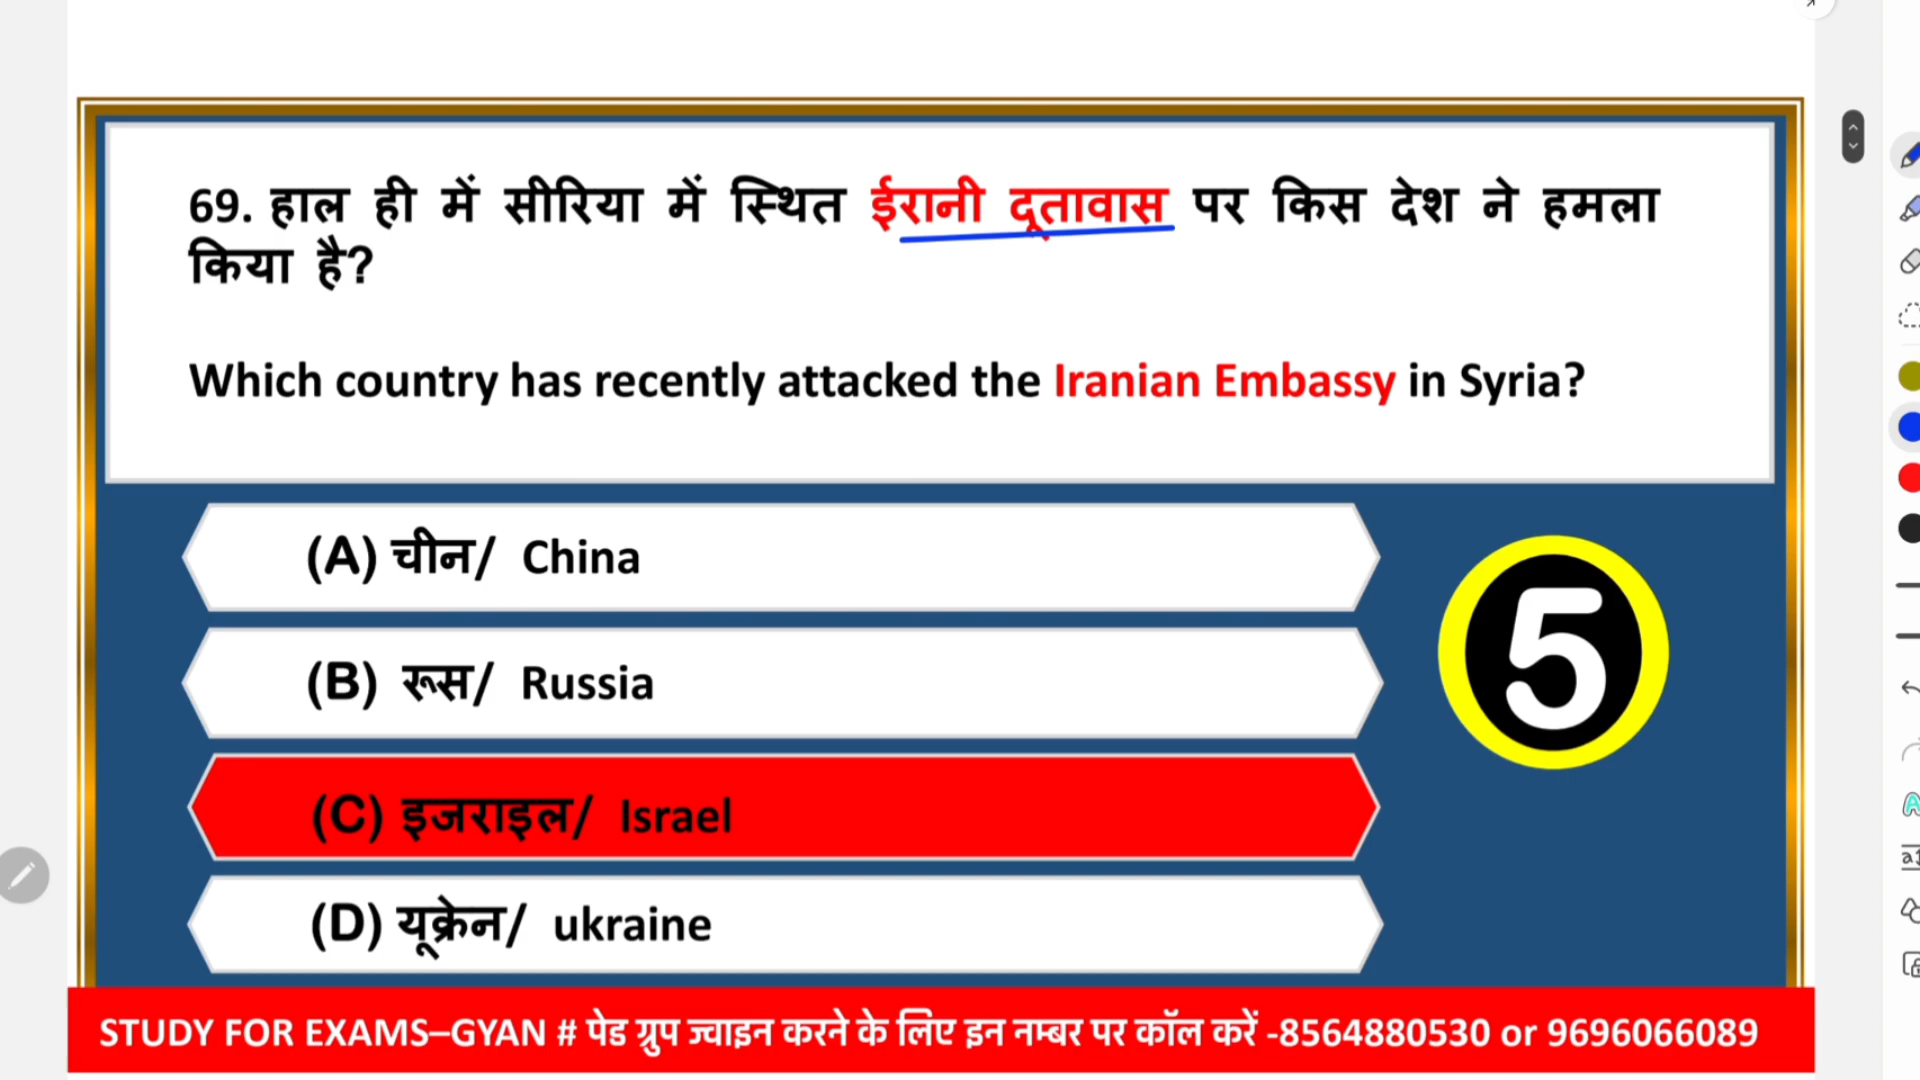 69. हाल ही में सीरिया में स्थित ईरानी दूतावास पर किस देश ने हमला
किया है?
Which country has recently attacked the Iranian Embassy in Syria?
(A) चीन/ China
(B) रूस/ Russia
(C) इजराइल/ Israel
(D) यूक्रेन/ ukraine
5
STUDY FOR EXAMS–GYAN # पेड ग्रुप ज्वाइन करने के लिए इन नम्बर पर कॉल करें -8564880530 or 9696066089